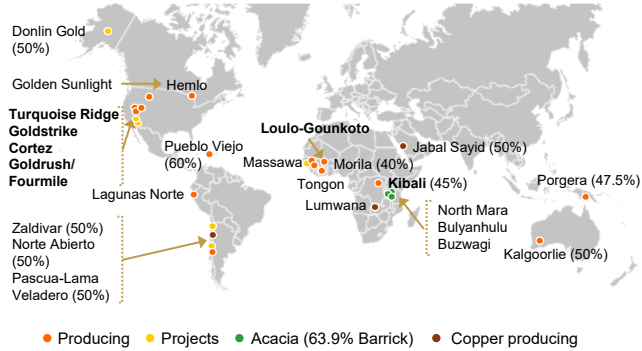 Donlin Gold
(50%)
Golden Sunlight
Hemlo
Turquoise Ridge
Goldstrike
Cortez
Goldrush/
Fourmile
Pueblo Viejo
(60%)
Lagunas Norte
Zaldivar (50%)
Norte Abierto
(50%)
Pascua-Lama
Veladero (50%)
Loulo-Gounkoto
Massawa
Morila (40%)
Tongon
Jabal Sayid (50%)
Kibali (45%)
Lumwana
North Mara
Bulyanhulu
Buzwagi
Porgera (47.5%)
Kalgoorlie (50%)
Producing
Projects
Acacia (63.9% Barrick)
Copper producing